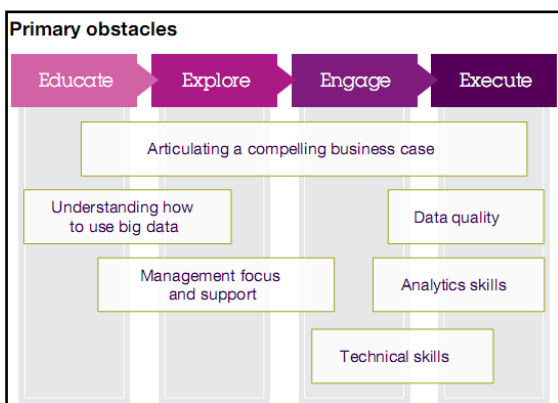 Primary obstacles
Educate
Explore
Engage
Execute
Articulating a compelling business case
Understanding how
to use big data
Data quality
Management focus
and support
Analytics skills
Technical skills